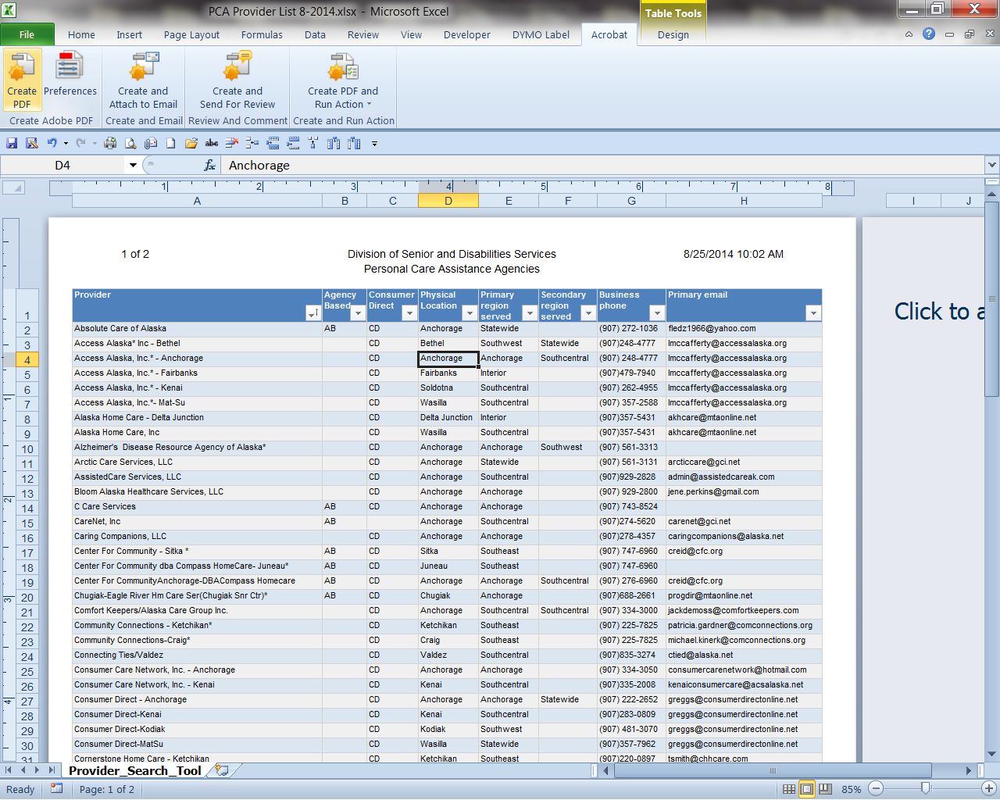 PCA Provider List 8-2014.xlsx - Microsoft Excel
Table Tools
File Home Insert Page Layout Formulas Data Review View Developer DYMO Label Acrobat Design
Create PDF
Preferences
Create and Attach to Email
Create and Send For Review
Create PDF and Run Action
Create Adobe PDF Create and Email Review And Comment Create and Run Action
abc
D4 fx Anchorage
1 2 3 4 5 6 7 8
A B C D E F G H I J
1 of 2 Division of Senior and Disabilities Services 8/25/2014 10:02 AM
Personal Care Assistance Agencies
Click to a
1 Provider Agency Based Consumer Direct Physical Location Primary region served Secondary region served Business phone Primary email
2 Absolute Care of Alaska AB CD Anchorage Statewide (907) 272-1036 fledz1966@yahoo.com
3 Access Alaska* Inc - Bethel CD Bethel Southwest Statewide (907)248-4777 lmccafferty@accessalaska.org
4 Access Alaska, Inc.* - Anchorage CD Anchorage Anchorage Southcentral (907) 248-4777 lmccafferty@accessalaska.org
5 Access Alaska, Inc.* - Fairbanks CD Fairbanks Interior (907)479-7940 lmccafferty@accessalaska.org
6 Access Alaska, Inc.* - Kenai CD Soldotna Southcentral (907) 262-4955 lmccafferty@accessalaska.org
7 Access Alaska, Inc.*- Mat-Su CD Wasilla Southcentral (907) 357-2588 lmccafferty@accessalaska.org
8 Alaska Home Care - Delta Junction CD Delta Junction Interior (907)357-5431 akhcare@mtaonline.net
9 Alaska Home Care, Inc CD Wasilla Southcentral (907)357-5431 akhcare@mtaonline.net
10 Alzheimer's Disease Resource Agency of Alaska* CD Anchorage Anchorage Southwest (907) 561-3313
11 Arctic Care Services, LLC CD Anchorage Statewide (907) 561-3131 arcticcare@gci.net
12 AssistedCare Services, LLC CD Anchorage Southcentral (907)929-2828 admin@assistedcareak.com
13 Bloom Alaska Healthcare Services, LLC CD Anchorage Anchorage (907) 929-2800 jene.perkins@gmail.com
14 C Care Services AB CD Anchorage Anchorage (907) 743-8524
15 CareNet, Inc AB Anchorage Southcentral (907)274-5620 carenet@gci.net
16 Caring Companions, LLC CD Anchorage Anchorage (907)278-4357 caringcompanions@alaska.net
17 Center For Community - Sitka * AB CD Sitka Southeast (907) 747-6960 creid@cfc.org
18 Center For Community dba Compass HomeCare- Juneau* AB CD Juneau Southeast (907) 747-6960
19 Center For CommunityAnchorage-DBACompass Homecare AB CD Anchorage Anchorage Southcentral (907) 276-6960 creid@cfc.org
20 Chugiak-Eagle River Hm Care Ser(Chugiak Snr Ctr)* AB CD Chugiak Anchorage (907)688-2661 progdir@mtaonline.net
21 Comfort Keepers/Alaska Care Group Inc. CD Anchorage Southcentral Southcentral (907) 334-3000 jackdemoss@comfortkeepers.com
22 Community Connections - Ketchikan* CD Ketchikan Southeast (907) 225-7825 patricia.gardner@comconnections.org
23 Community Connections-Craig* CD Craig Southeast (907) 225-7825 michael.kinerk@comconnections.org
24 Connecting Ties/Valdez CD Valdez Southcentral (907)835-3274 ctied@alaska.net
25 Consumer Care Network, Inc. - Anchorage CD Anchorage Anchorage (907) 334-3050 consumercarenetwork@hotmail.com
26 Consumer Care Network, Inc. - Kenai CD Kenai Southcentral (907)335-2008 kenaiconsumercare@acsalaska.net
27 Consumer Direct - Anchorage CD Anchorage Anchorage Statewide (907) 222-2652 greggs@consumerdirectonline.net
28 Consumer Direct-Kenai CD Kenai Southcentral (907)283-0809 greggs@consumerdirectonline.net
29 Consumer Direct-Kodiak CD Kodiak Southwest (907) 481-3070 greggs@consumerdirectonline.net
30 Consumer Direct-MatSu CD Wasilla Statewide (907)357-7962 greggs@consumerdirectonline.net
31 Cornerstone Home Care - Ketchikan CD Ketchikan Southeast (907)220-0897 tsmith@chhcare.com
1
2
3
4
Provider_Search_Tool
Ready Page: 1 of 2 85%